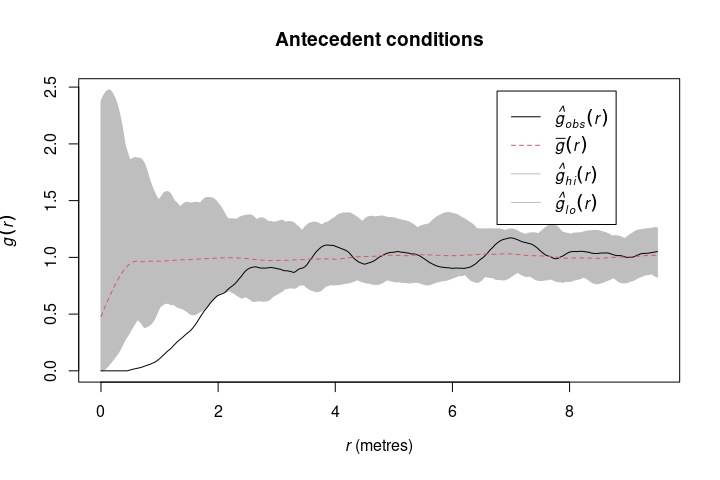 Antecedent conditions
g(r)
2.5
2.0
1.5
1.0
0.5
0.0
ĝobs(r)
g̅(r)
ĝhi(r)
ĝlo(r)
0 2 4 6 8
r (metres)